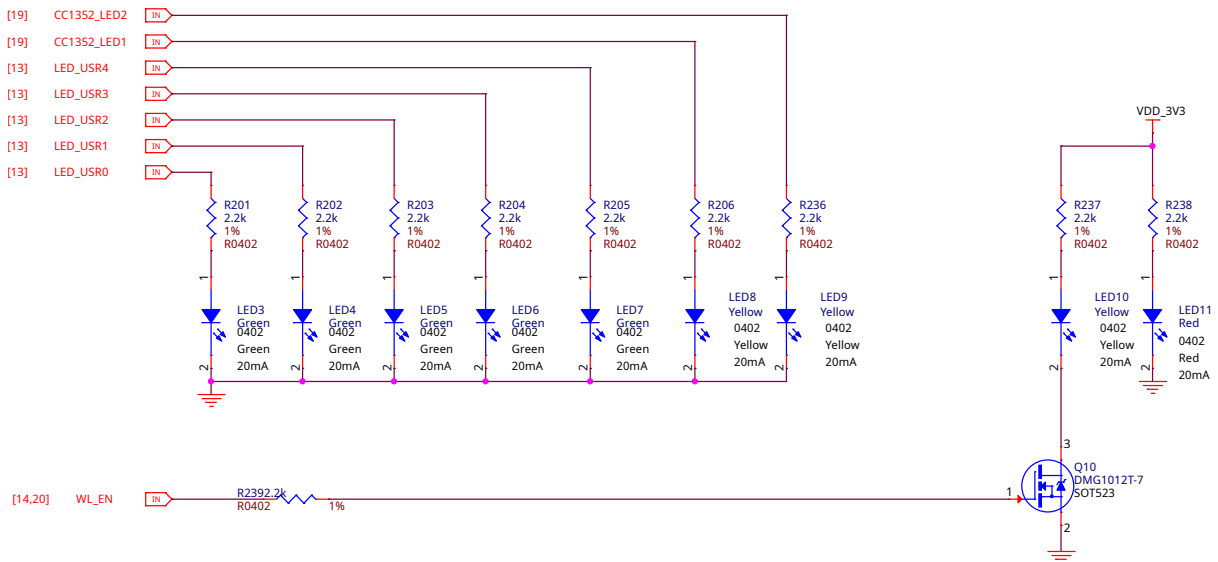 [19] CC1352_LED2 IN
[19] CC1352_LED1 IN
[13] LED_USR4 IN
[13] LED_USR3 IN
[13] LED_USR2 IN
[13] LED_USR1 IN
[13] LED_USR0 IN
VDD_3V3
R201
2.2k
1%
R0402
R202
2.2k
1%
R0402
R203
2.2k
1%
R0402
R204
2.2k
1%
R0402
R205
2.2k
1%
R0402
R206
2.2k
1%
R0402
R236
2.2k
1%
R0402
R237
2.2k
1%
R0402
R238
2.2k
1%
R0402
1
1
1
1
1
1
1
1
1
LED3
Green
0402
Green
20mA
LED4
Green
0402
Green
20mA
LED5
Green
0402
Green
20mA
LED6
Green
0402
Green
20mA
LED7
Green
0402
Green
20mA
LED8
Yellow
0402
Yellow
20mA
LED9
Yellow
0402
Yellow
20mA
LED10
Yellow
0402
Yellow
20mA
LED11
Red
0402
Red
20mA
2
2
2
2
2
2
2
2
2
[14,20] WL_EN IN
R239 2.2k
R0402
1%
1
3
Q10
DMG1012T-7
SOT523
2